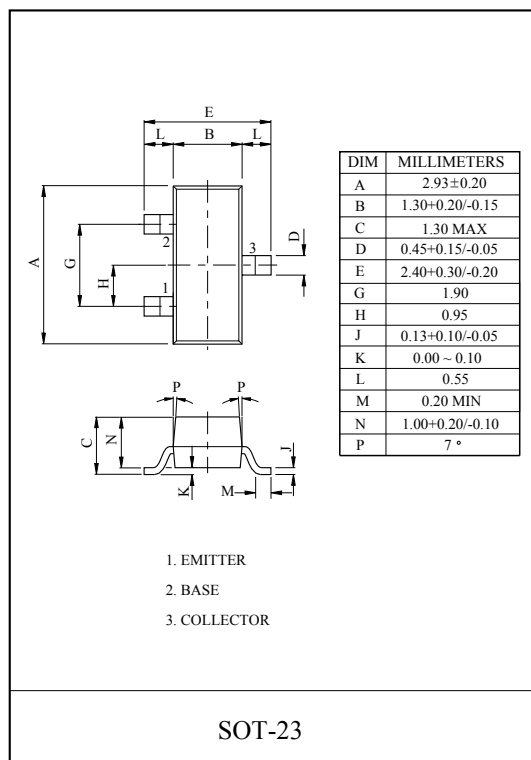 E
L B L
A
G
H
2
1
3
D
DIM MILLIMETERS
A 2.93±0.20
B 1.30+0.20/-0.15
C 1.30 MAX
D 0.45+0.15/-0.05
E 2.40+0.30/-0.20
G 1.90
H 0.95
J 0.13+0.10/-0.05
K 0.00 ~ 0.10
L 0.55
M 0.20 MIN
N 1.00+0.20/-0.10
P 7 °
P P
C
N
K
M
J
1. EMITTER
2. BASE
3. COLLECTOR
SOT-23